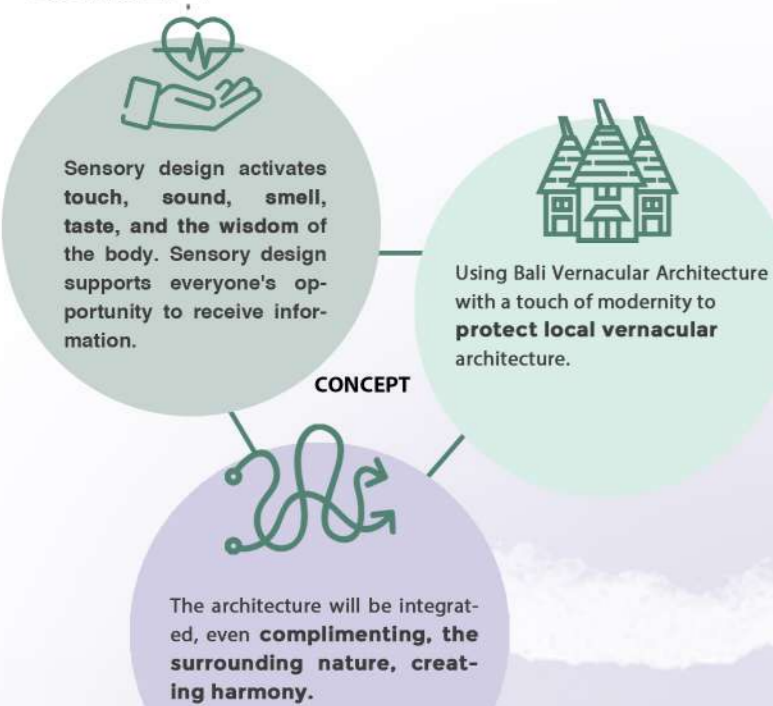 Sensory design activates
touch, sound, smell,
taste, and the wisdom of
the body. Sensory design
supports everyone's op-
portunity to receive infor-
mation.
Using Bali Vernacular Architecture
with a touch of modernity to
protect local vernacular
architecture.
CONCEPT
The architecture will be integrat-
ed, even complimenting, the
surrounding nature, creat-
ing harmony.